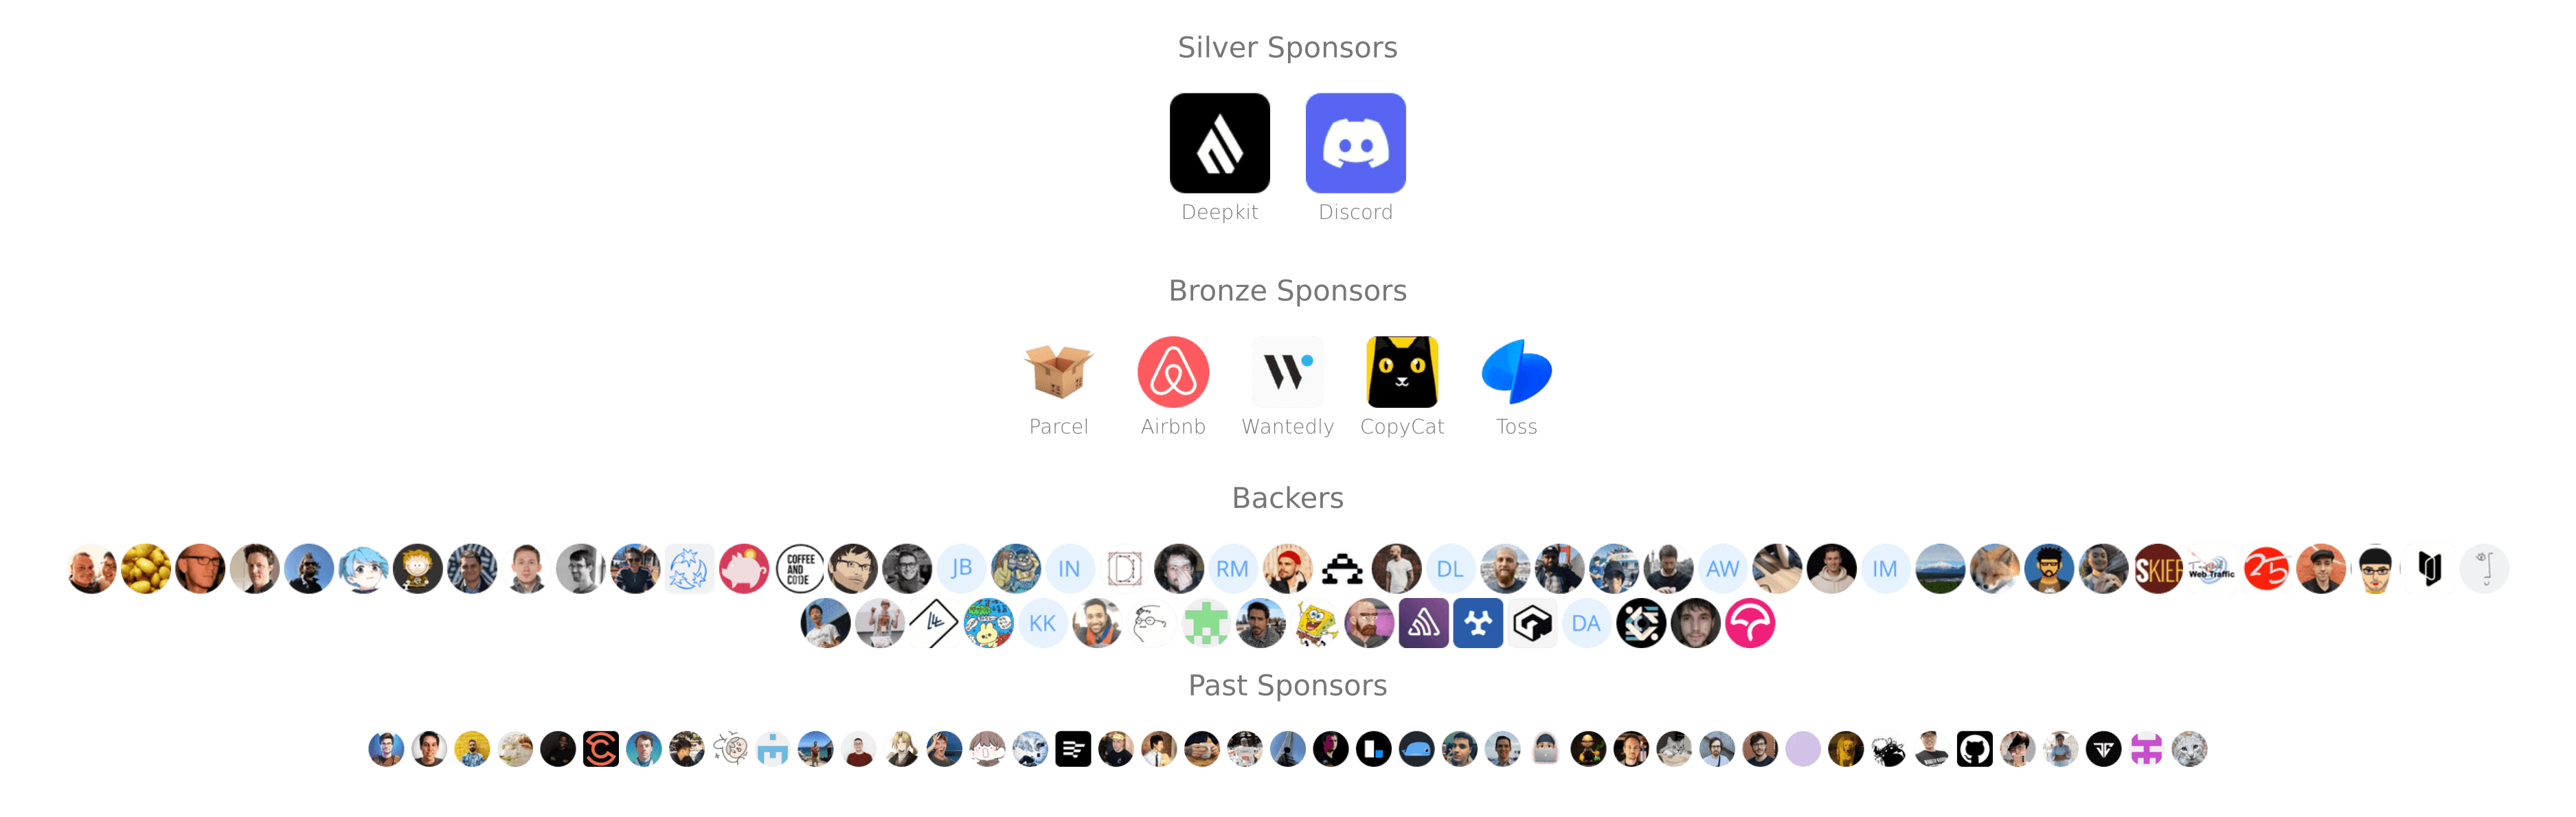 Silver Sponsors
Deepkit Discord
Bronze Sponsors
Parcel Airbnb Wantedly CopyCat Toss
Backers
COFFEE AND CODE JB IN RM DL AW IM SKIEF Web Traffic 25
KK DA
Past Sponsors